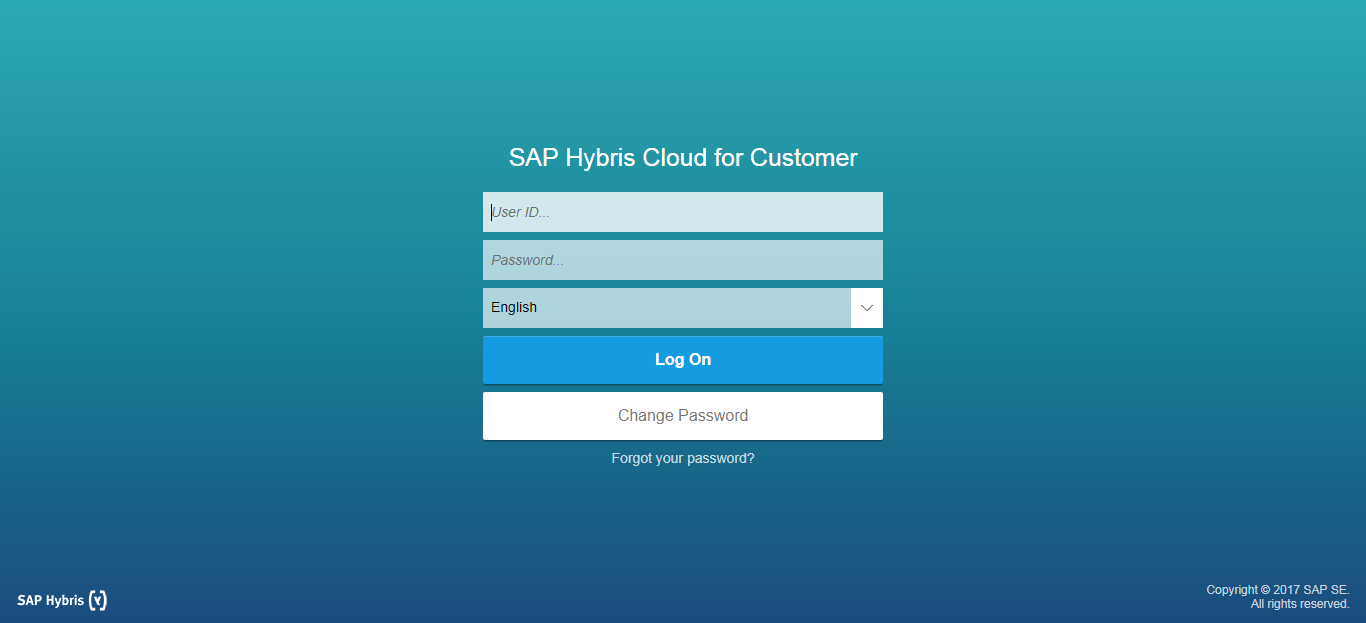 SAP Hybris Cloud for Customer
User ID...
Password...
English
Log On
Change Password
Forgot your password?
SAP Hybris
Copyright © 2017 SAP SE.
All rights reserved.